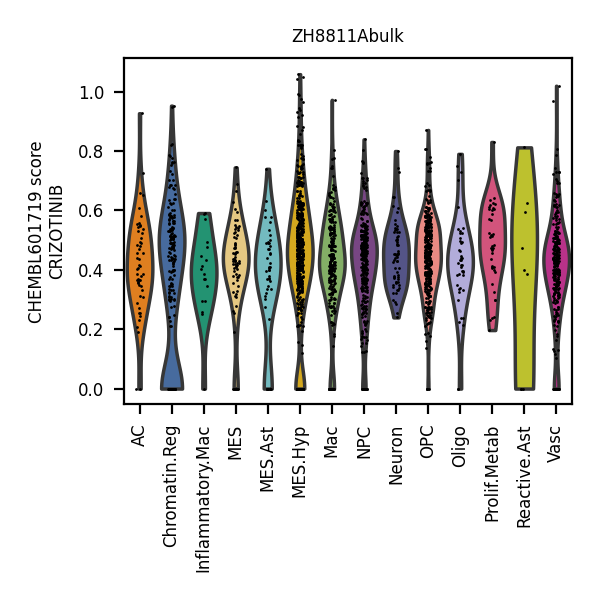 ZH8811Abulk
CHEMBL601719 score
CRIZOTINIB
1.0
0.8
0.6
0.4
0.2
0.0
AC
Chromatin.Reg
Inflammatory.Mac
MES
MES.Ast
MES.Hyp
Mac
NPC
Neuron
OPC
Oligo
Prolif.Metab
Reactive.Ast
Vasc